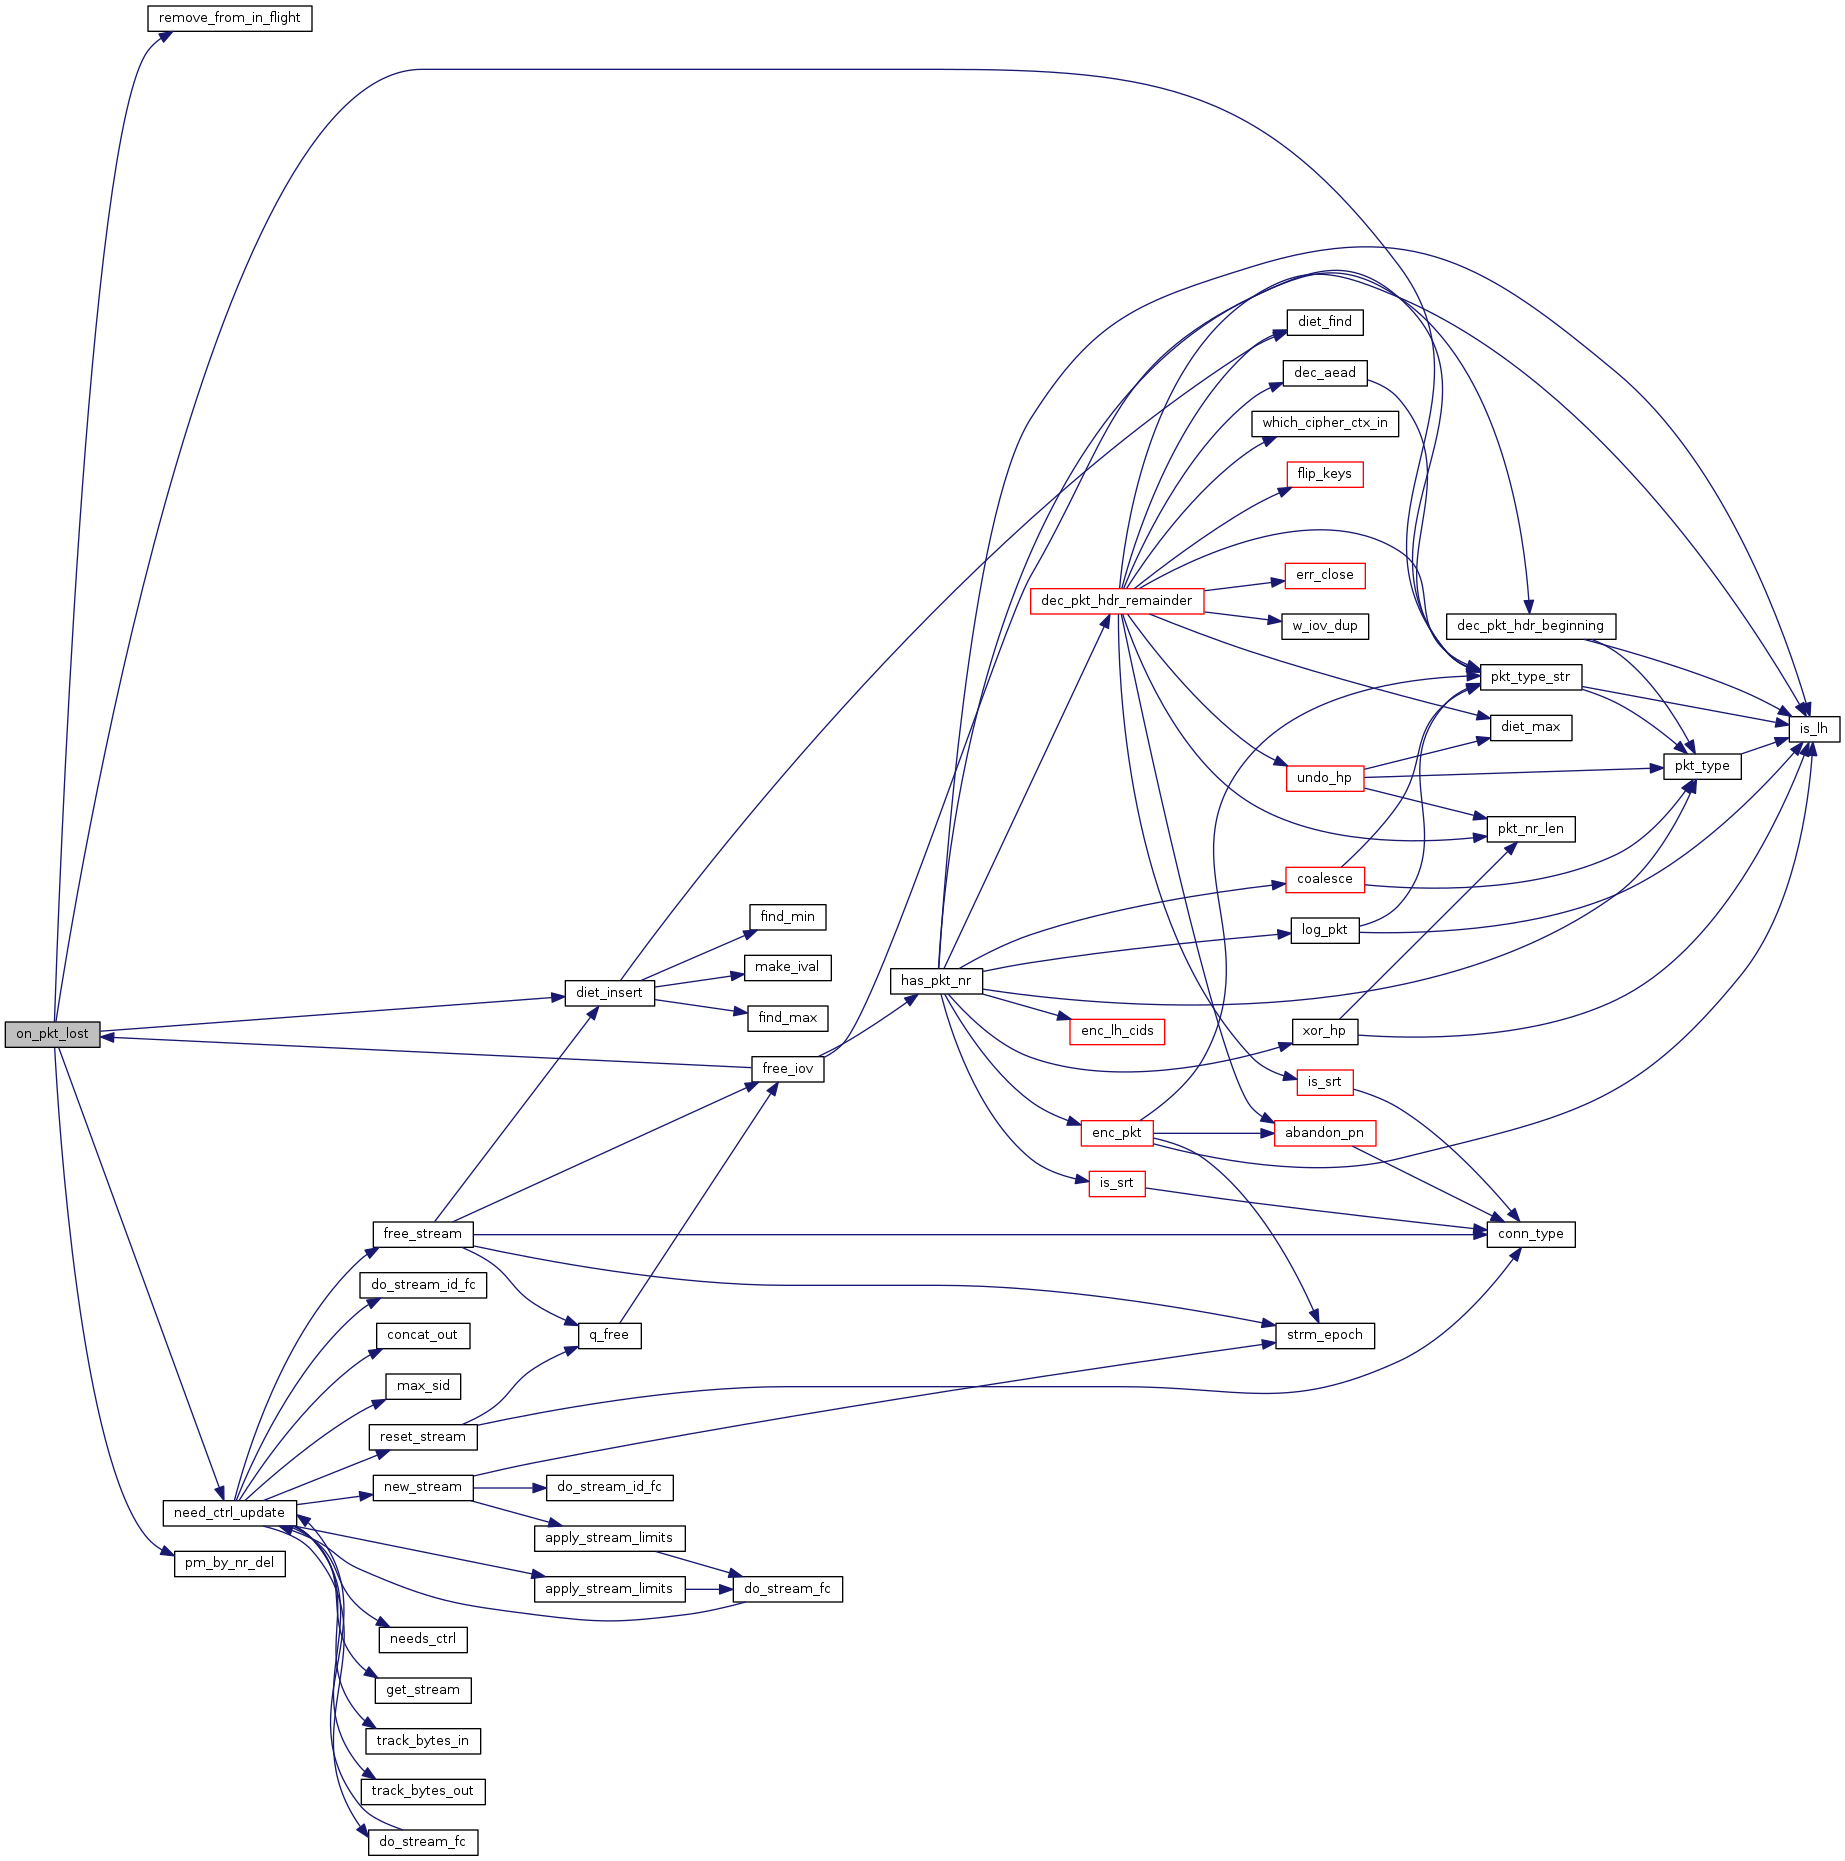 remove_from_in_flight
diet_find
dec_aead
which_cipher_ctx_in
flip_keys
err_close
dec_pkt_hdr_remainder
w_iov_dup
dec_pkt_hdr_beginning
pkt_type_str
diet_max
is_lh
pkt_type
undo_hp
pkt_nr_len
coalesce
find_min
log_pkt
make_ival
has_pkt_nr
diet_insert
find_max
enc_lh_cids
xor_hp
on_pkt_lost
free_iov
is_srt
enc_pkt
abandon_pn
is_srt
free_stream
conn_type
do_stream_id_fc
concat_out
q_free
strm_epoch
max_sid
reset_stream
new_stream
do_stream_id_fc
need_ctrl_update
apply_stream_limits
pm_by_nr_del
apply_stream_limits
do_stream_fc
needs_ctrl
get_stream
track_bytes_in
track_bytes_out
do_stream_fc